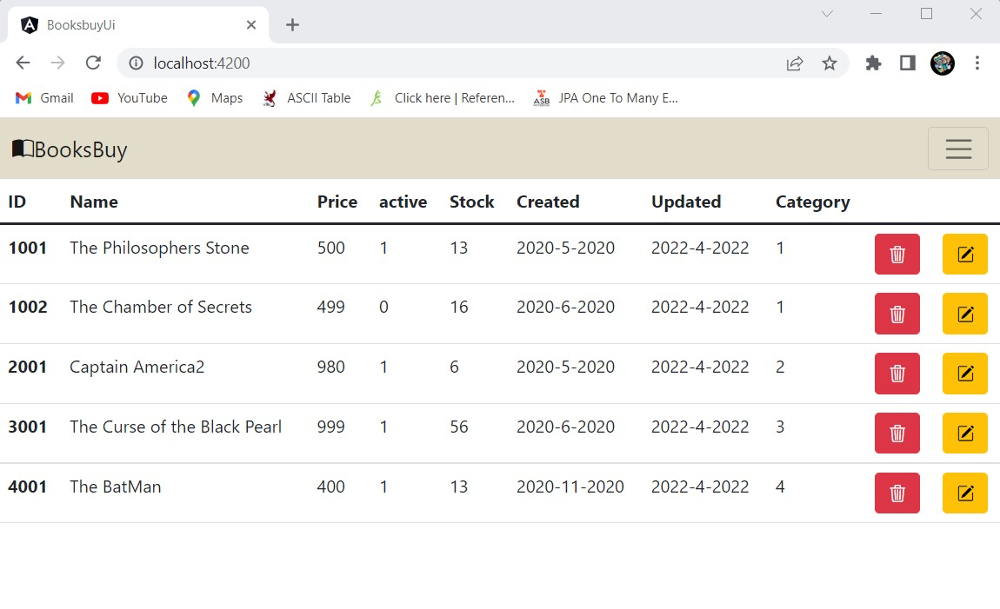 BooksbuyUi
localhost:4200
Gmail YouTube Maps ASCII Table Click here | Referen... ASB JPA One To Many E...
BooksBuy
ID Name Price active Stock Created Updated Category
1001 The Philosophers Stone 500 1 13 2020-5-2020 2022-4-2022 1
1002 The Chamber of Secrets 499 0 16 2020-6-2020 2022-4-2022 1
2001 Captain America2 980 1 6 2020-5-2020 2022-4-2022 2
3001 The Curse of the Black Pearl 999 1 56 2020-6-2020 2022-4-2022 3
4001 The BatMan 400 1 13 2020-11-2020 2022-4-2022 4